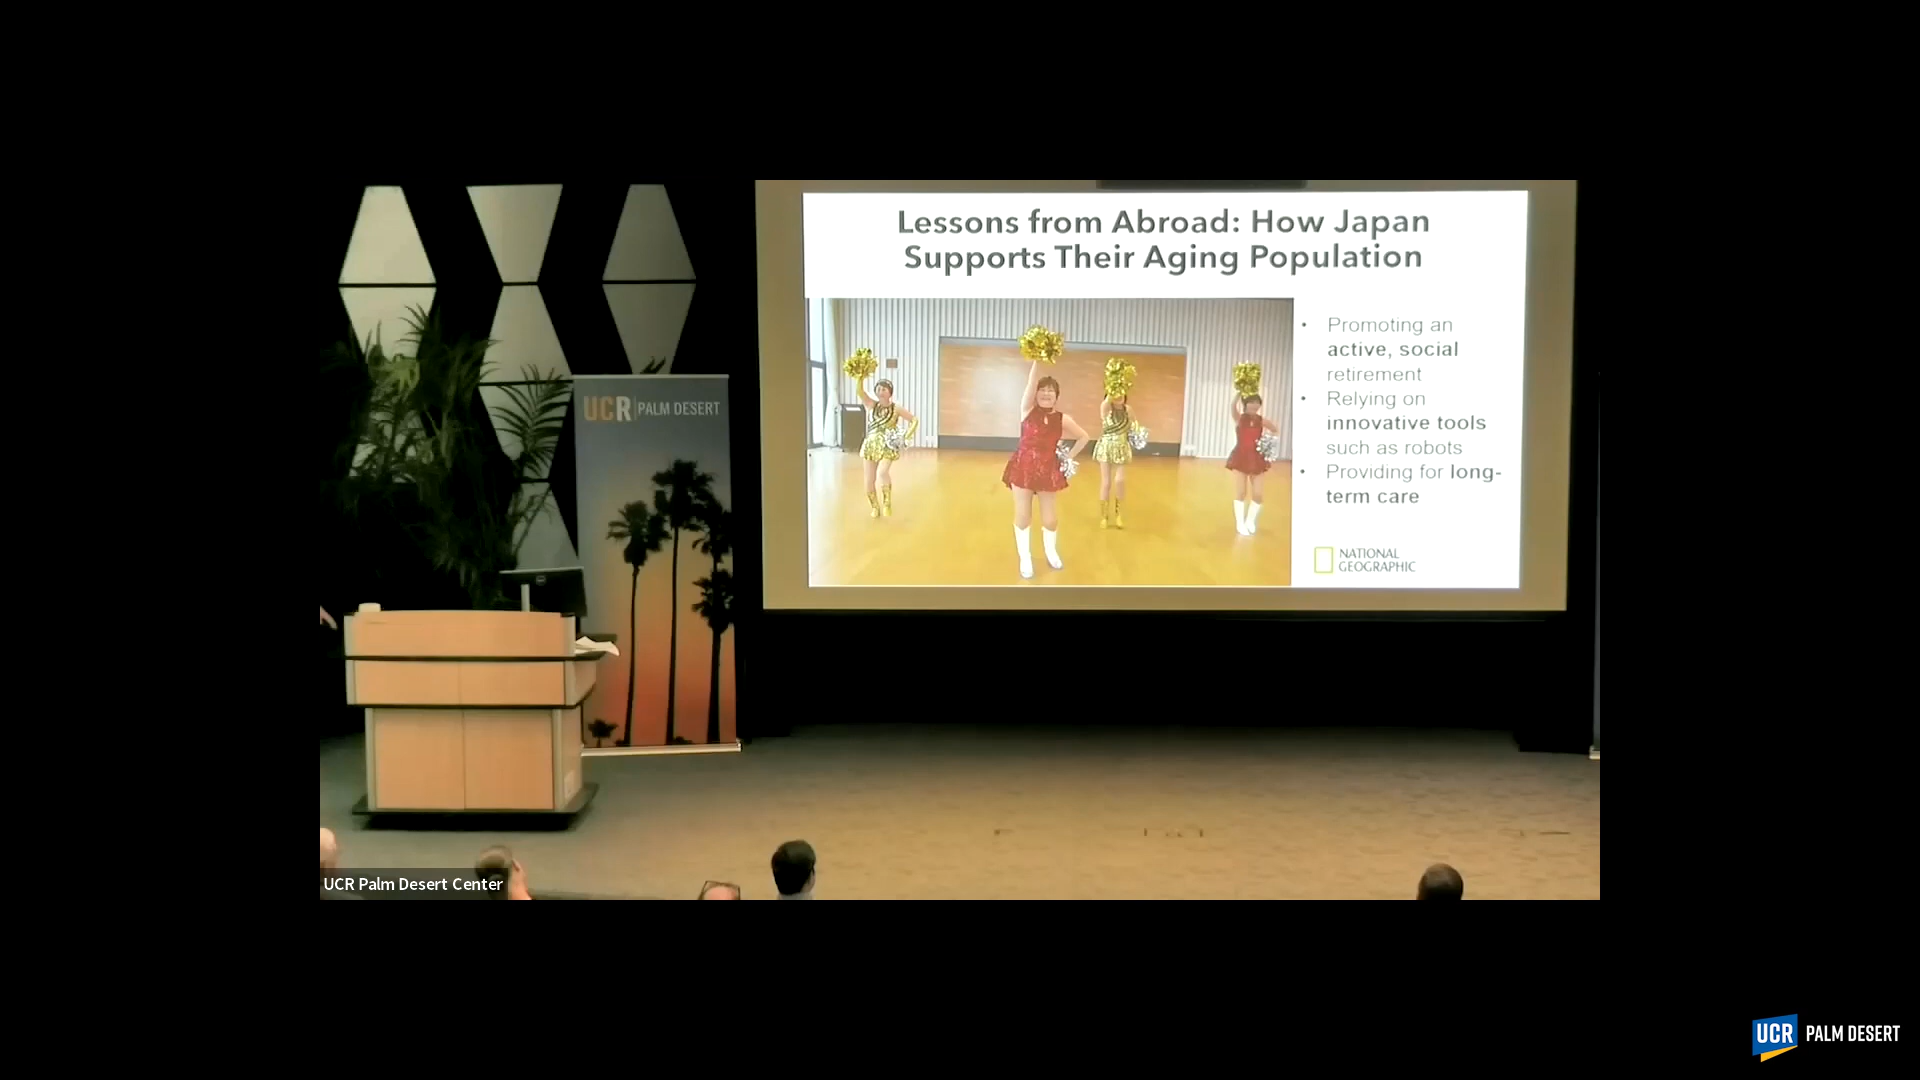 Lessons from Abroad: How Japan
Supports Their Aging Population
• Promoting an
active, social
retirement
• Relying on
innovative tools
such as robots
• Providing for long-
term care
NATIONAL
GEOGRAPHIC
UCR PALM DESERT
UCR Palm Desert Center
UCR PALM DESERT